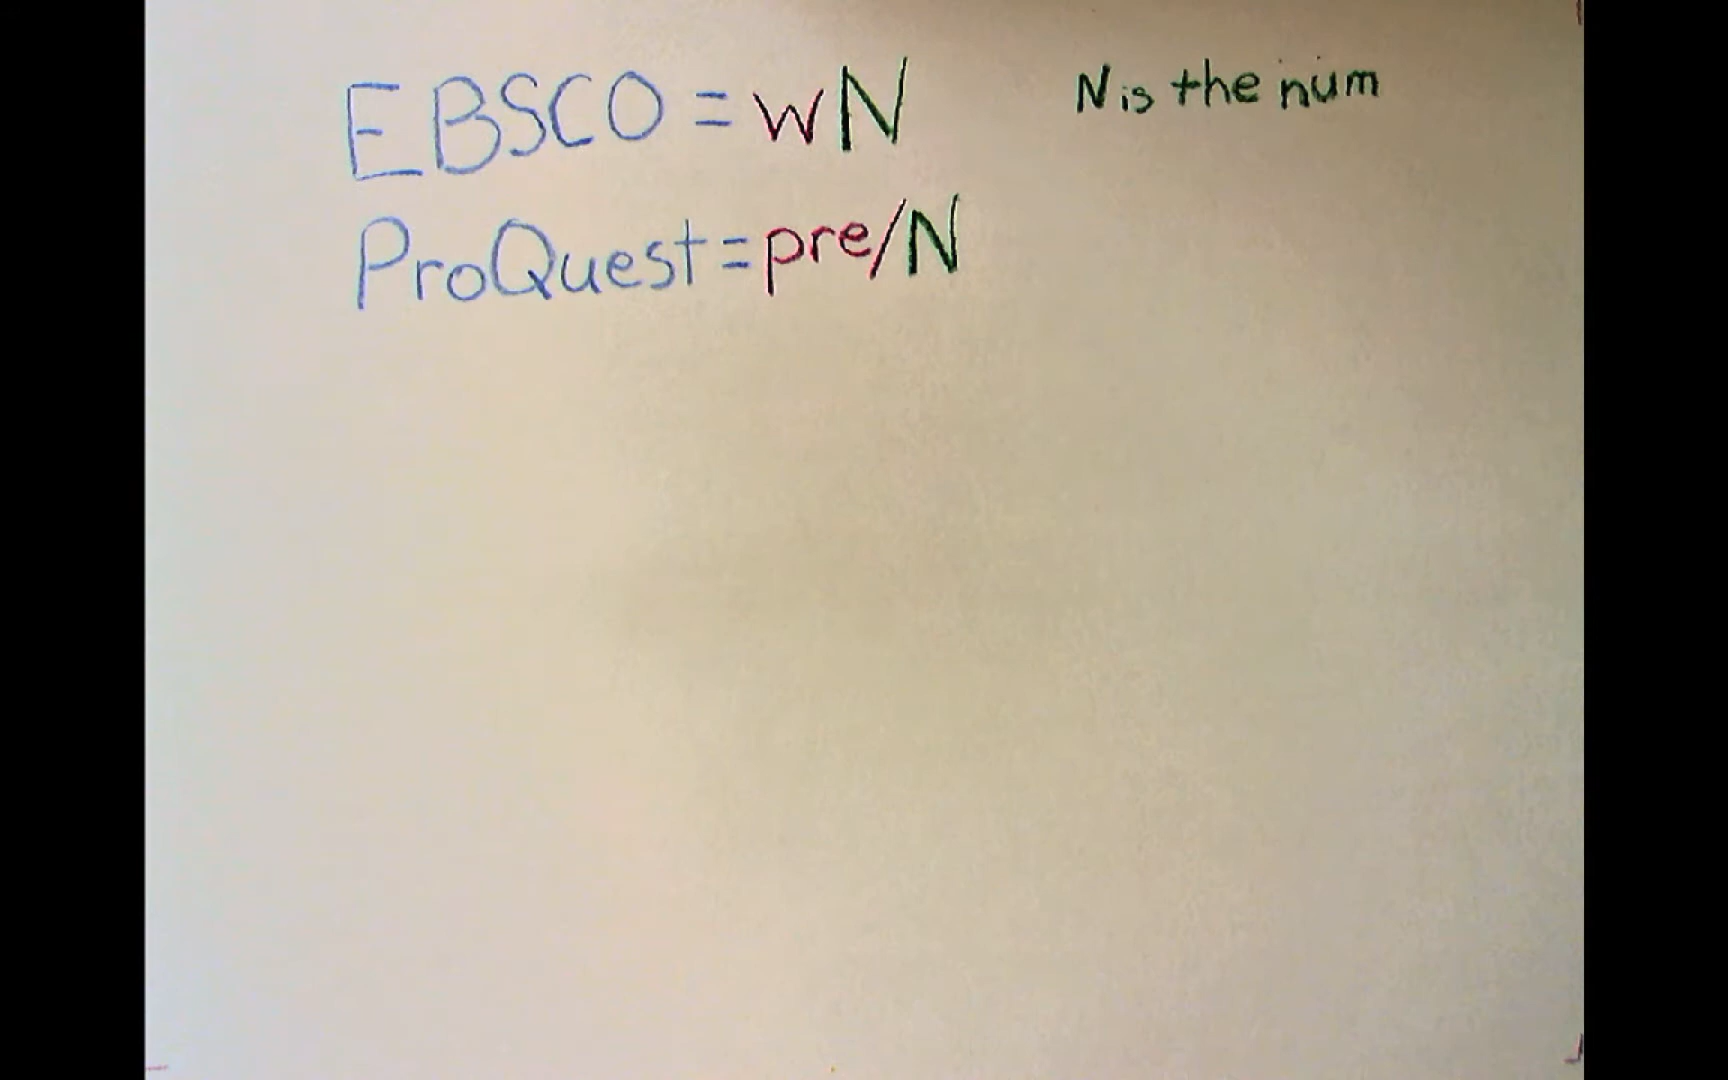 EBSCO = wN
N is the num
ProQuest = pre/N